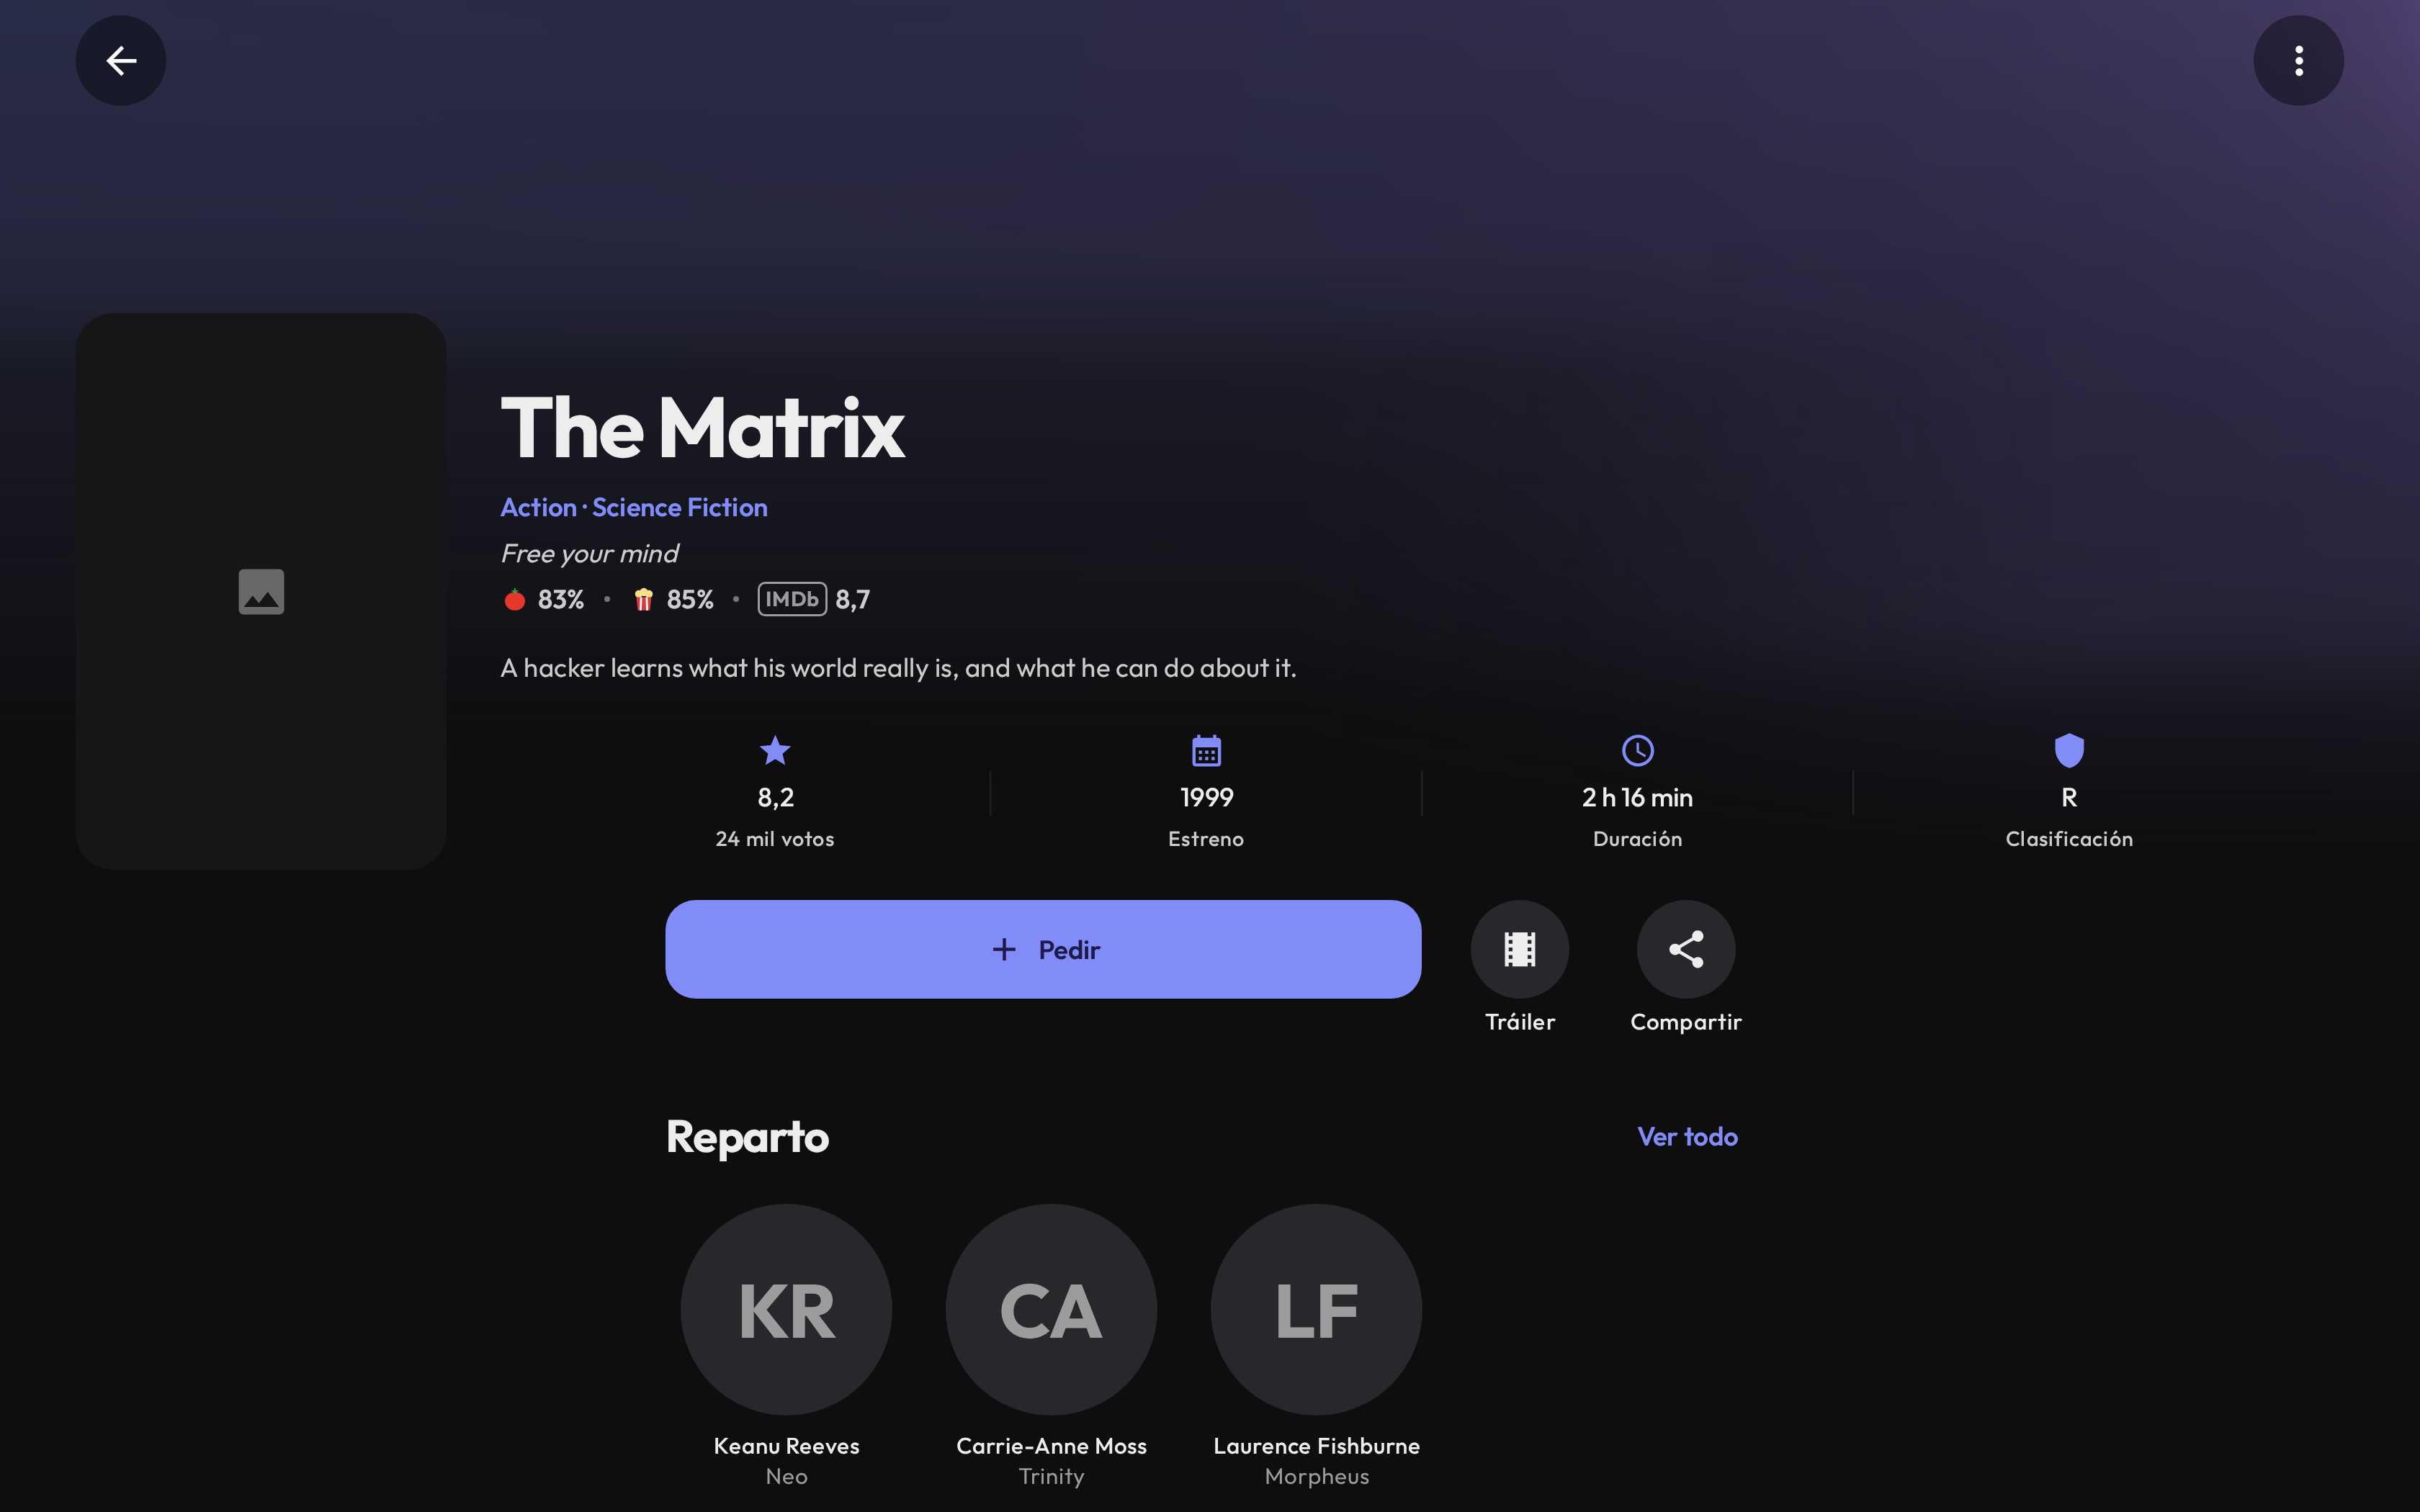 The Matrix
Action · Science Fiction
Free your mind
83% • 85% • IMDb 8,7
A hacker learns what his world really is, and what he can do about it.
8,2
24 mil votos
1999
Estreno
2 h 16 min
Duración
R
Clasificación
Pedir
Tráiler
Compartir
Reparto
Ver todo
KR
Keanu Reeves
Neo
CA
Carrie-Anne Moss
Trinity
LF
Laurence Fishburne
Morpheus